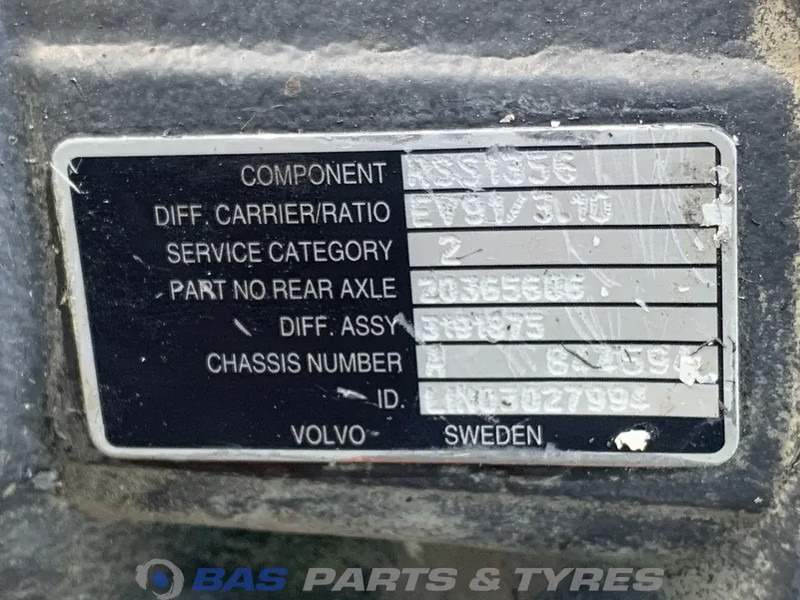 COMPONENT RSS1356
DIFF. CARRIER/RATIO EV91/3.10
SERVICE CATEGORY 2
PART NO REAR AXLE 20365606
DIFF. ASSY 3191875
CHASSIS NUMBER A
ID.
VOLVO SWEDEN
BAS PARTS & TYRES